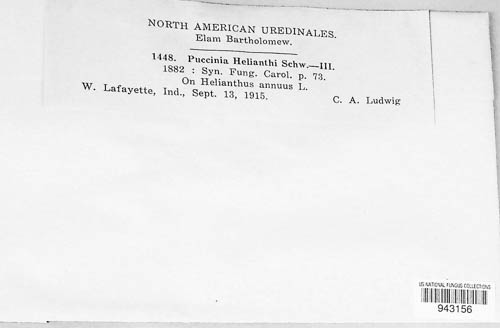 NORTH AMERICAN UREDINALES.
Elam Bartholomew.
1448. Puccinia Helianthi Schw.—III.
1882 : Syn. Fung. Carol. p. 73.
On Helianthus annuus L.
W. Lafayette, Ind., Sept. 13, 1915. C. A. Ludwig
US NATIONAL FUNGUS COLLECTIONS
943156